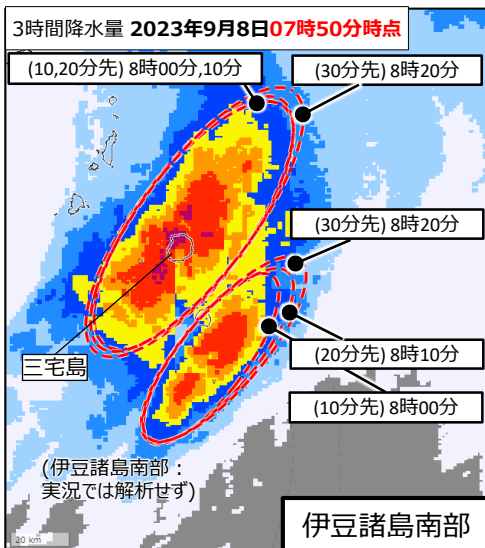 3時間降水量 2023年9月8日07時50分時点
(10,20分先) 8時00分,10分
(30分先) 8時20分
(30分先) 8時20分
三宅島
(20分先) 8時10分
(10分先) 8時00分
(伊豆諸島南部：
実況では解析せず)
伊豆諸島南部
20 km